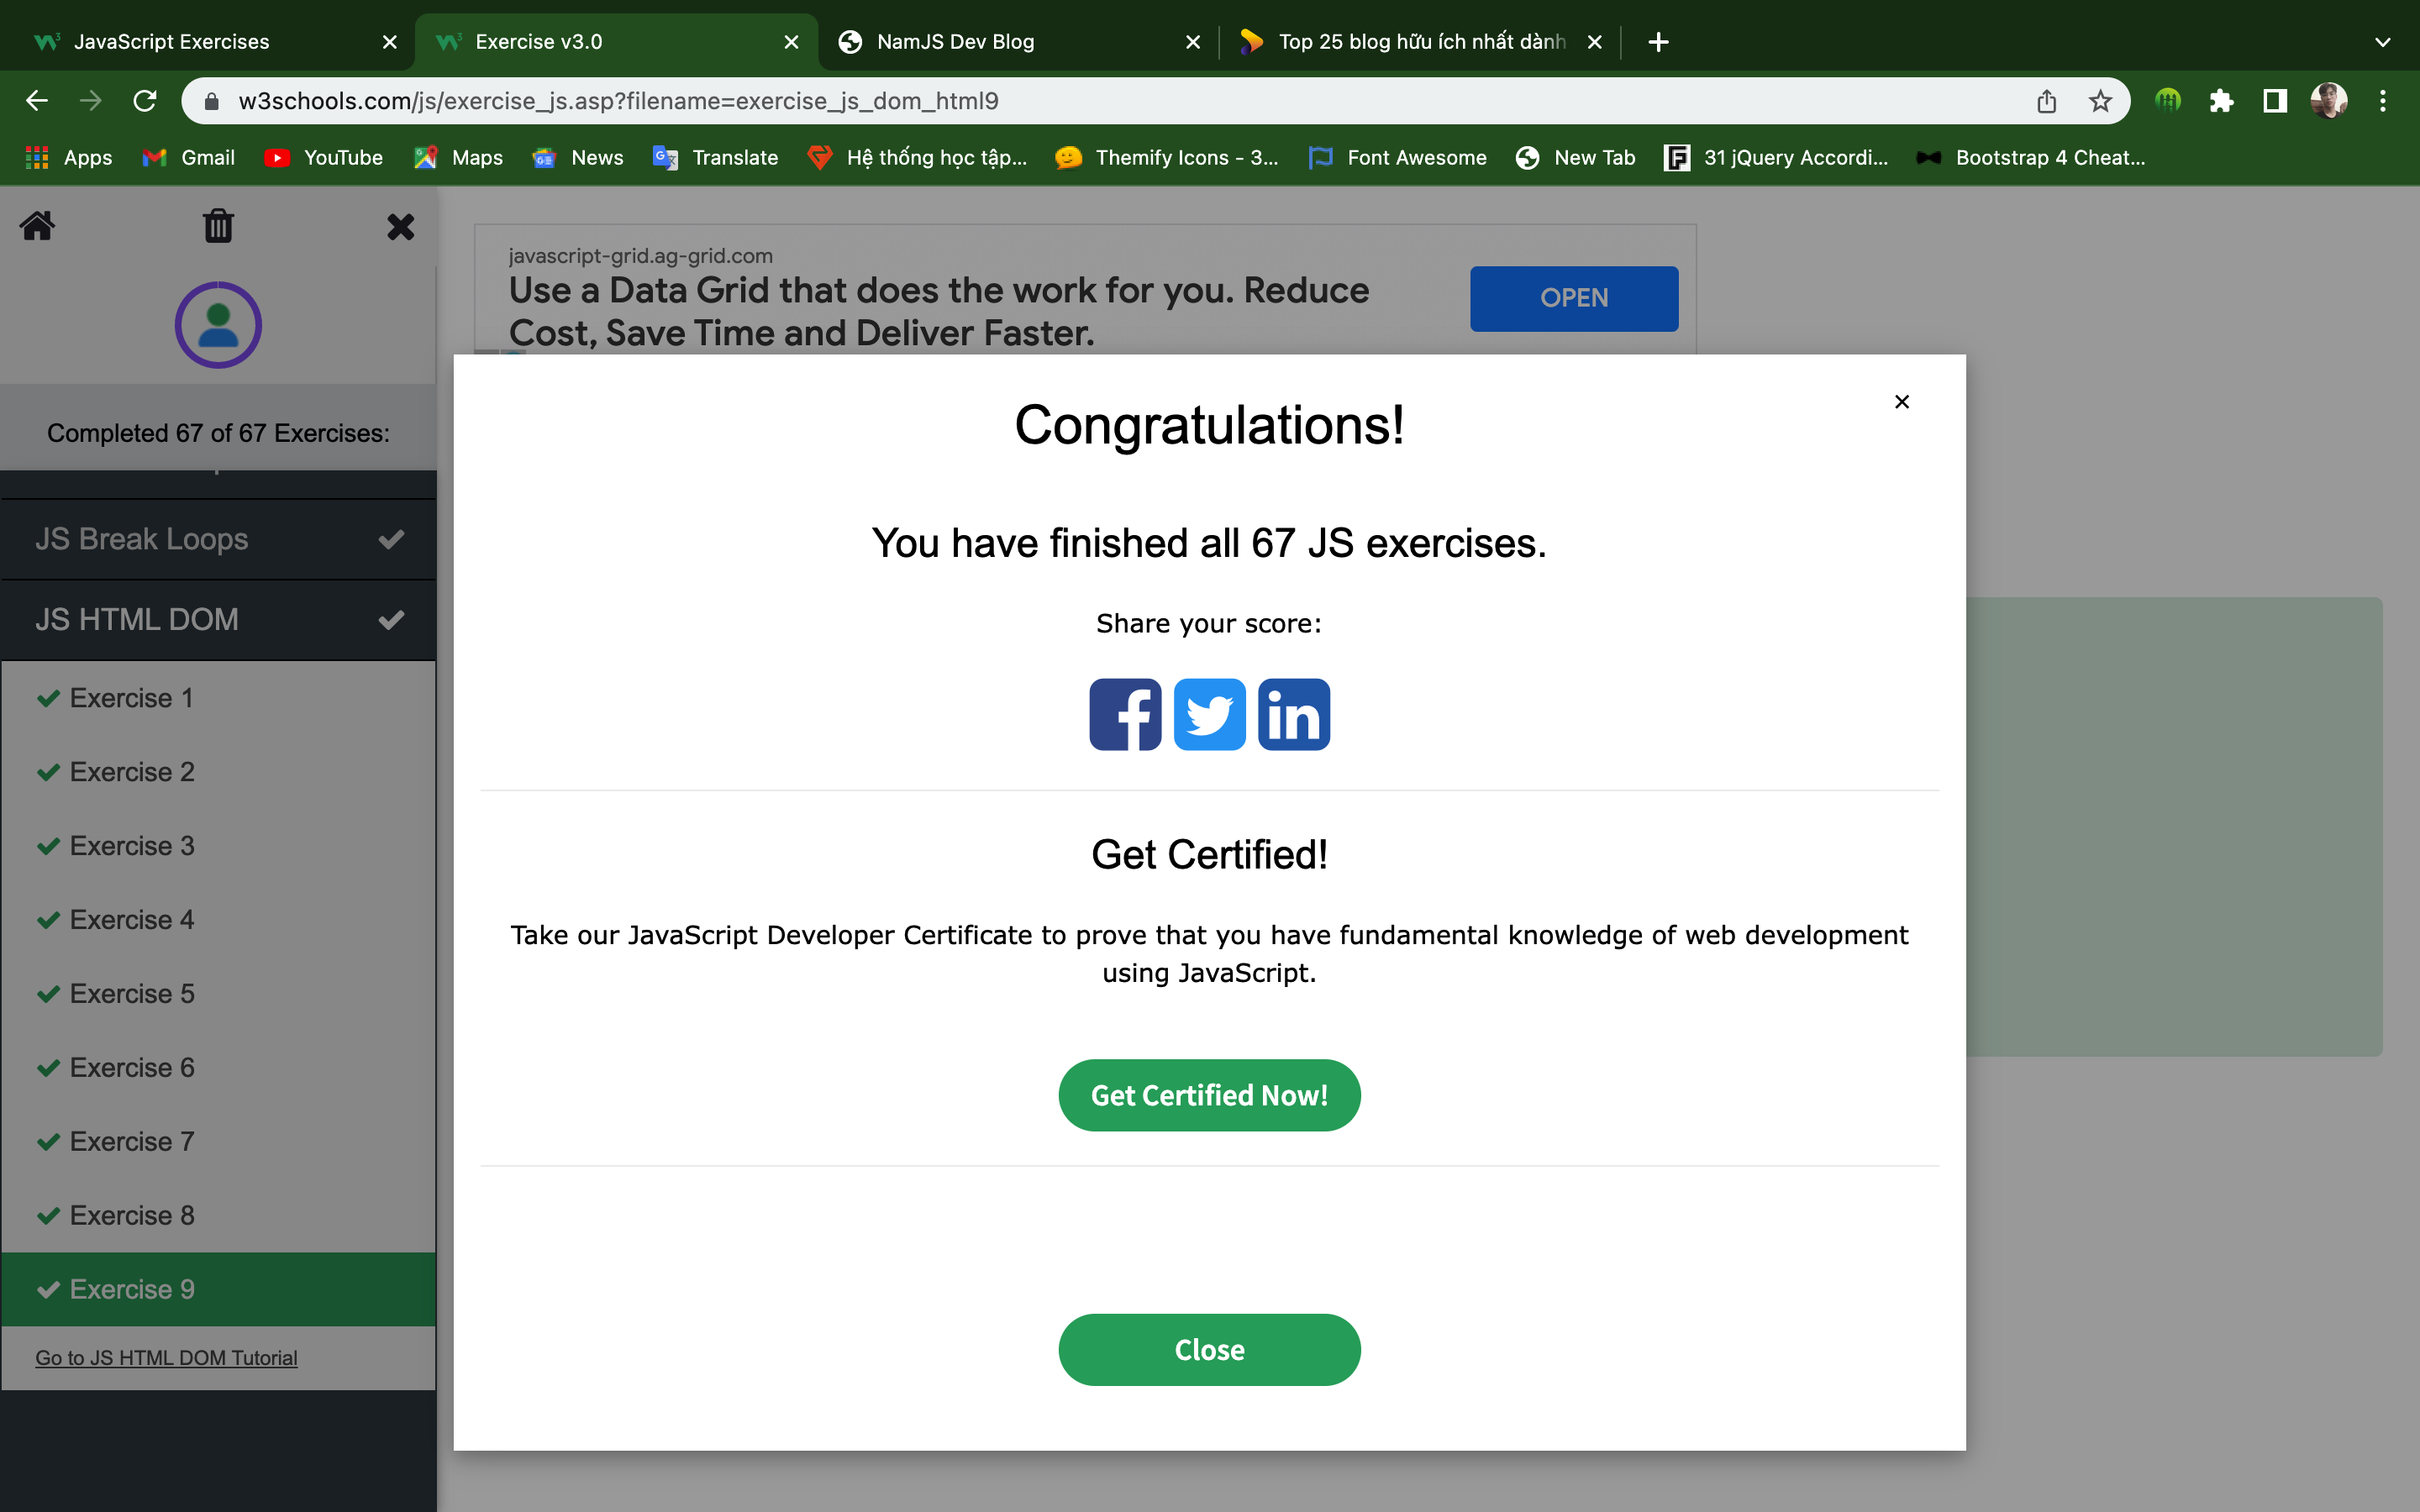 JavaScript Exercises
Exercise v3.0
NamJS Dev Blog
Top 25 blog hữu ích nhất dành
w3schools.com/js/exercise_js.asp?filename=exercise_js_dom_html9
Apps
Gmail
YouTube
Maps
News
Translate
Hệ thống học tập...
Themify Icons - 3...
Font Awesome
New Tab
31 jQuery Accordi...
Bootstrap 4 Cheat...
Completed 67 of 67 Exercises:
JS Break Loops
JS HTML DOM
Exercise 1
Exercise 2
Exercise 3
Exercise 4
Exercise 5
Exercise 6
Exercise 7
Exercise 8
Exercise 9
Go to JS HTML DOM Tutorial
javascript-grid.ag-grid.com
Use a Data Grid that does the work for you. Reduce
Cost, Save Time and Deliver Faster.
OPEN
Congratulations!
You have finished all 67 JS exercises.
Share your score:
Get Certified!
Take our JavaScript Developer Certificate to prove that you have fundamental knowledge of web development
using JavaScript.
Get Certified Now!
Close